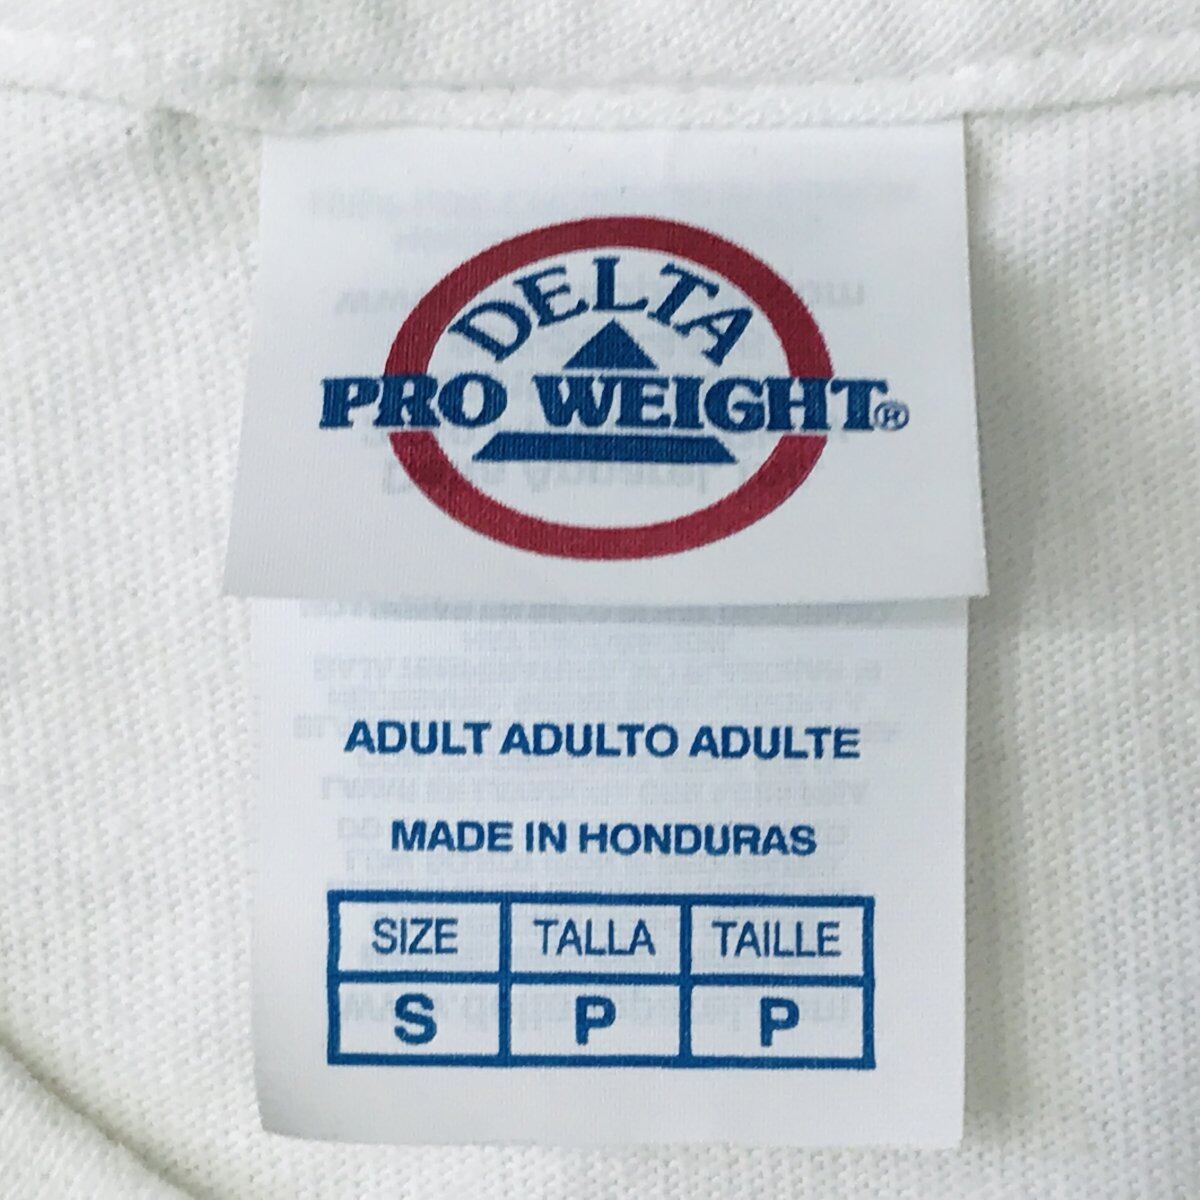 DELTA
PRO WEIGHT®
ADULT ADULTO ADULTE
MADE IN HONDURAS
SIZE TALLA TAILLE
S P P